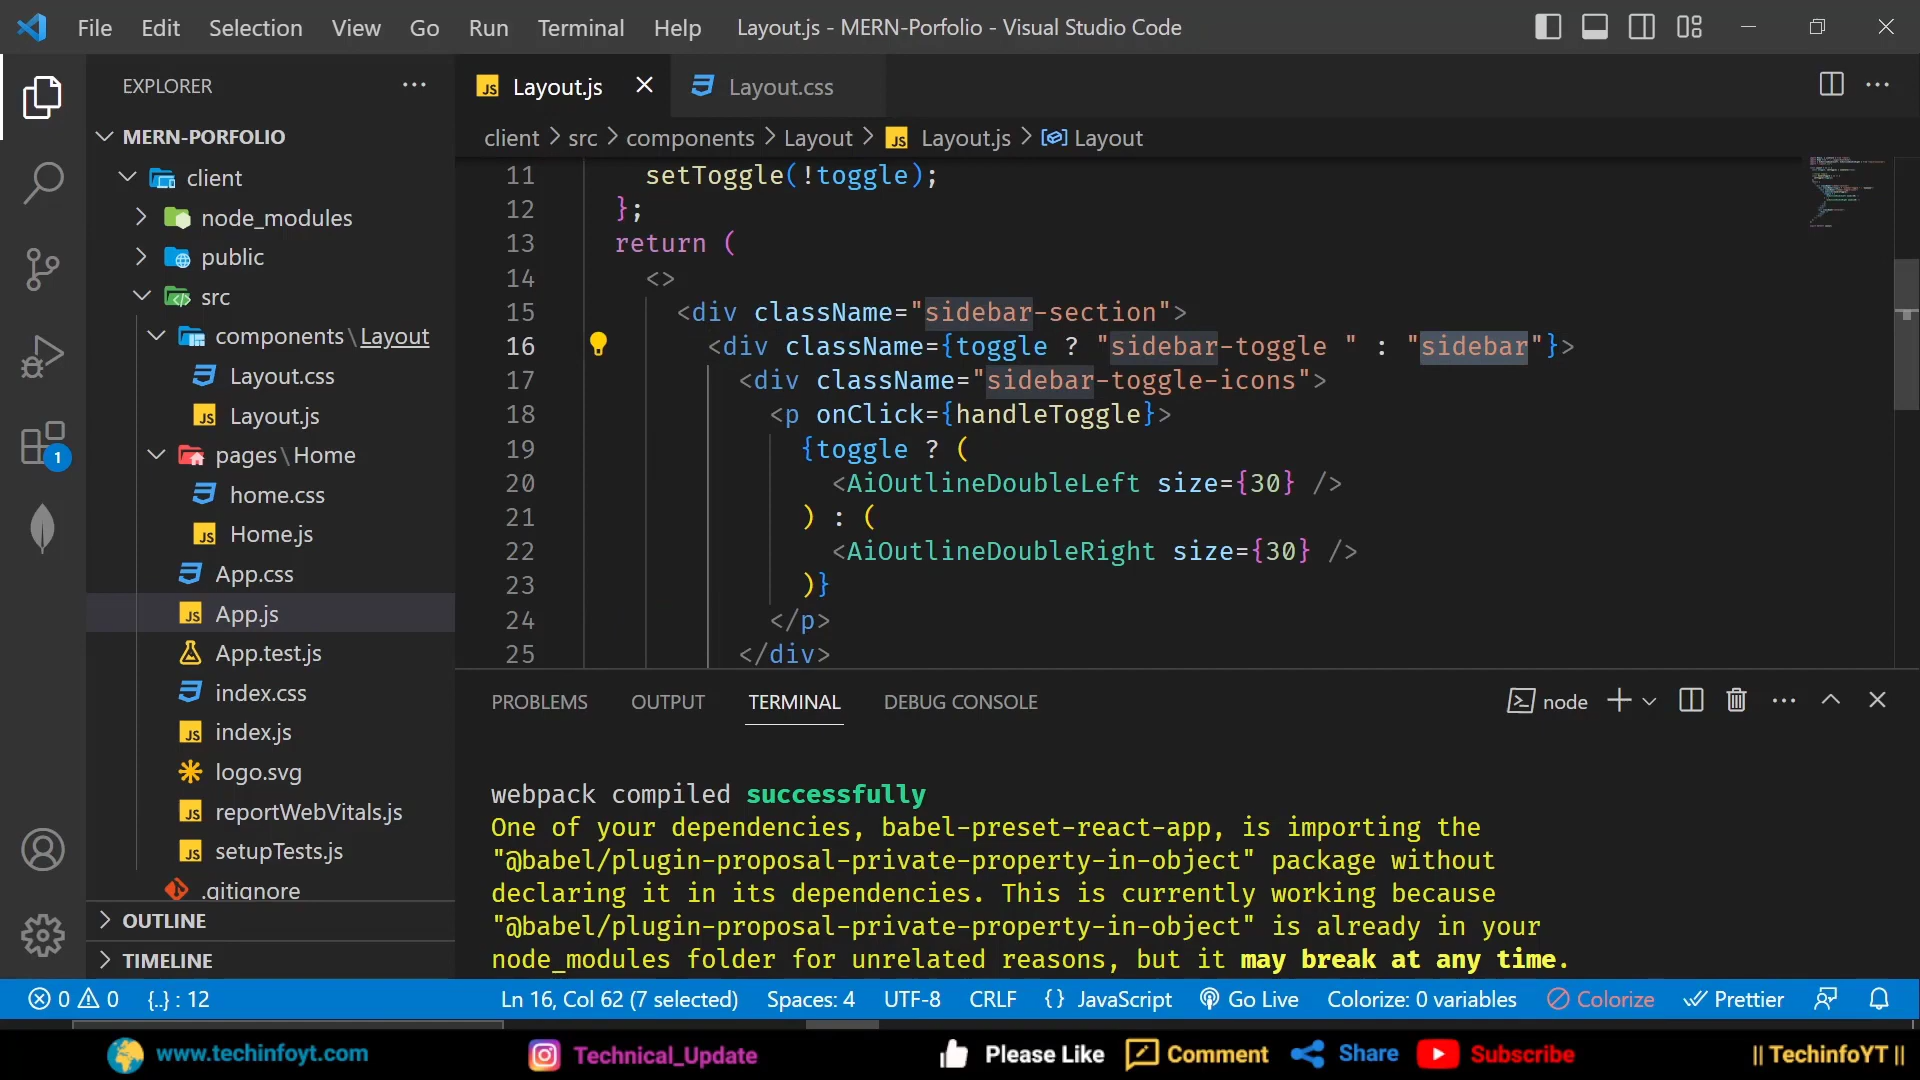 File Edit Selection View Go Run Terminal Help Layout.js - MERN-Porfolio - Visual Studio Code
EXPLORER
MERN-PORFOLIO
client
node_modules
public
src
components\Layout
Layout.css
Layout.js
pages\Home
home.css
Home.js
App.css
App.js
App.test.js
index.css
index.js
logo.svg
reportWebVitals.js
setupTests.js
.gitignore
OUTLINE
TIMELINE
1
Layout.js Layout.css
client > src > components > Layout > JS Layout.js > Layout
11 setToggle(!toggle);
12 };
13 return (
14 <>
15 <div className="sidebar-section">
16 <div className={toggle ? "sidebar-toggle " : "sidebar"}>
17 <div className="sidebar-toggle-icons">
18 <p onClick={handleToggle}>
19 {toggle ? (
20 <AiOutlineDoubleLeft size={30} />
21 ) : (
22 <AiOutlineDoubleRight size={30} />
23 )}
24 </p>
25 </div>
PROBLEMS OUTPUT TERMINAL DEBUG CONSOLE node
webpack compiled successfully
One of your dependencies, babel-preset-react-app, is importing the
"@babel/plugin-proposal-private-property-in-object" package without
declaring it in its dependencies. This is currently working because
"@babel/plugin-proposal-private-property-in-object" is already in your
node_modules folder for unrelated reasons, but it may break at any time.
0 0 {..} : 12 Ln 16, Col 62 (7 selected) Spaces: 4 UTF-8 CRLF {} JavaScript Go Live Colorize: 0 variables Colorize Prettier
www.techinfoyt.com Technical_Update Please Like Comment Share Subscribe || TechinfoYT ||